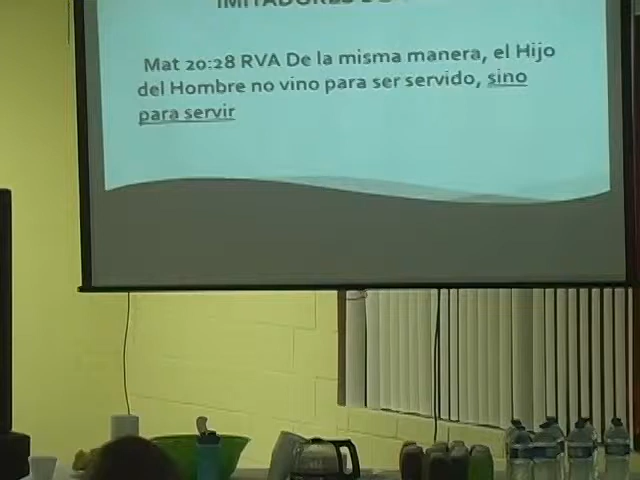 IMITADORES
Mat 20:28 RVA De la misma manera, el Hijo
del Hombre no vino para ser servido, sino
para servir